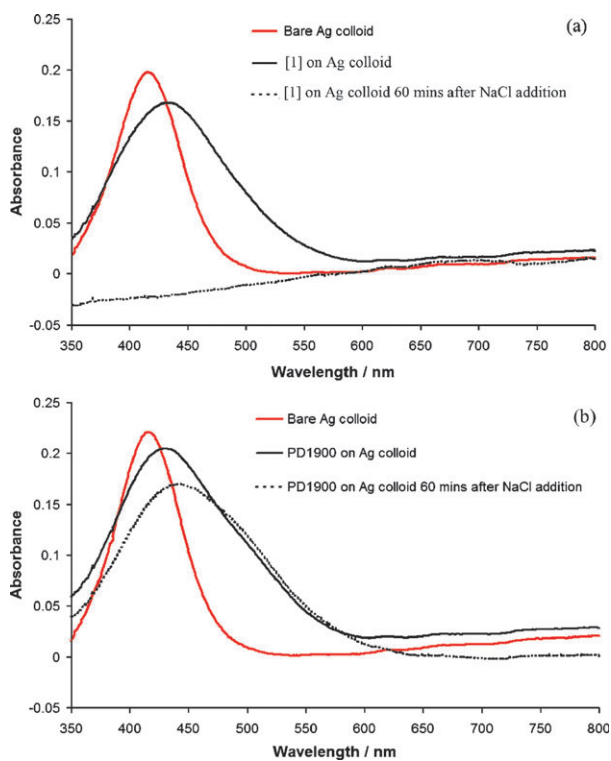 (a)
0.25
0.2
0.15
0.1
0.05
0
-0.05
Absorbance
Bare Ag colloid
[1] on Ag colloid
[1] on Ag colloid 60 mins after NaCl addition
350 400 450 500 550 600 650 700 750 800
Wavelength / nm
(b)
0.25
0.2
0.15
0.1
0.05
0
-0.05
Absorbance
Bare Ag colloid
PD1900 on Ag colloid
PD1900 on Ag colloid 60 mins after NaCl addition
350 400 450 500 550 600 650 700 750 800
Wavelength / nm